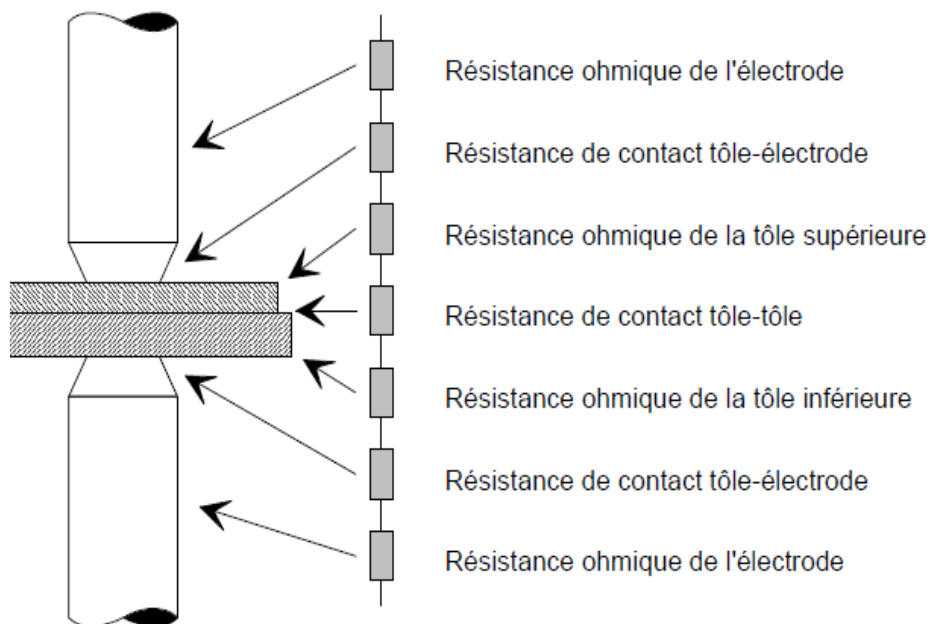 Résistance ohmique de l'électrode
Résistance de contact tôle-électrode
Résistance ohmique de la tôle supérieure
Résistance de contact tôle-tôle
Résistance ohmique de la tôle inférieure
Résistance de contact tôle-électrode
Résistance ohmique de l'électrode